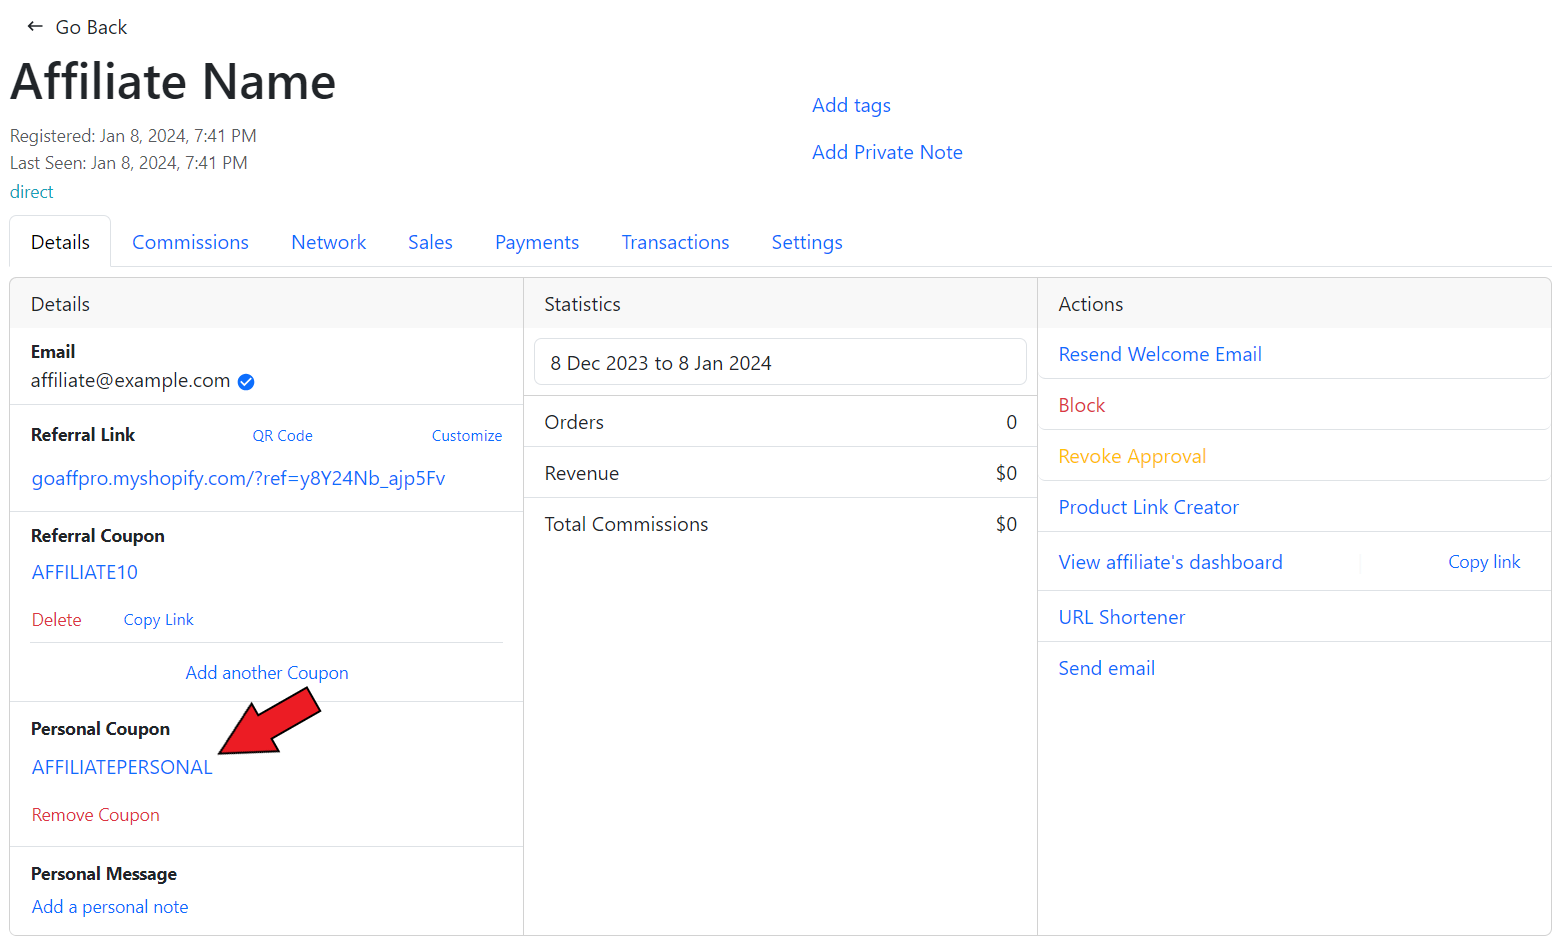 Go Back
Affiliate Name
Registered: Jan 8, 2024, 7:41 PM
Last Seen: Jan 8, 2024, 7:41 PM
direct
Add tags
Add Private Note
Details Commissions Network Sales Payments Transactions Settings
Details
Email
affiliate@example.com
Referral Link QR Code Customize
goaffpro.myshopify.com/?ref=y8Y24Nb_ajp5Fv
Referral Coupon
AFFILIATE10
Delete Copy Link
Add another Coupon
Personal Coupon
AFFILIATEPERSONAL
Remove Coupon
Personal Message
Add a personal note
Statistics
8 Dec 2023 to 8 Jan 2024
Orders 0
Revenue $0
Total Commissions $0
Actions
Resend Welcome Email
Block
Revoke Approval
Product Link Creator
View affiliate's dashboard Copy link
URL Shortener
Send email